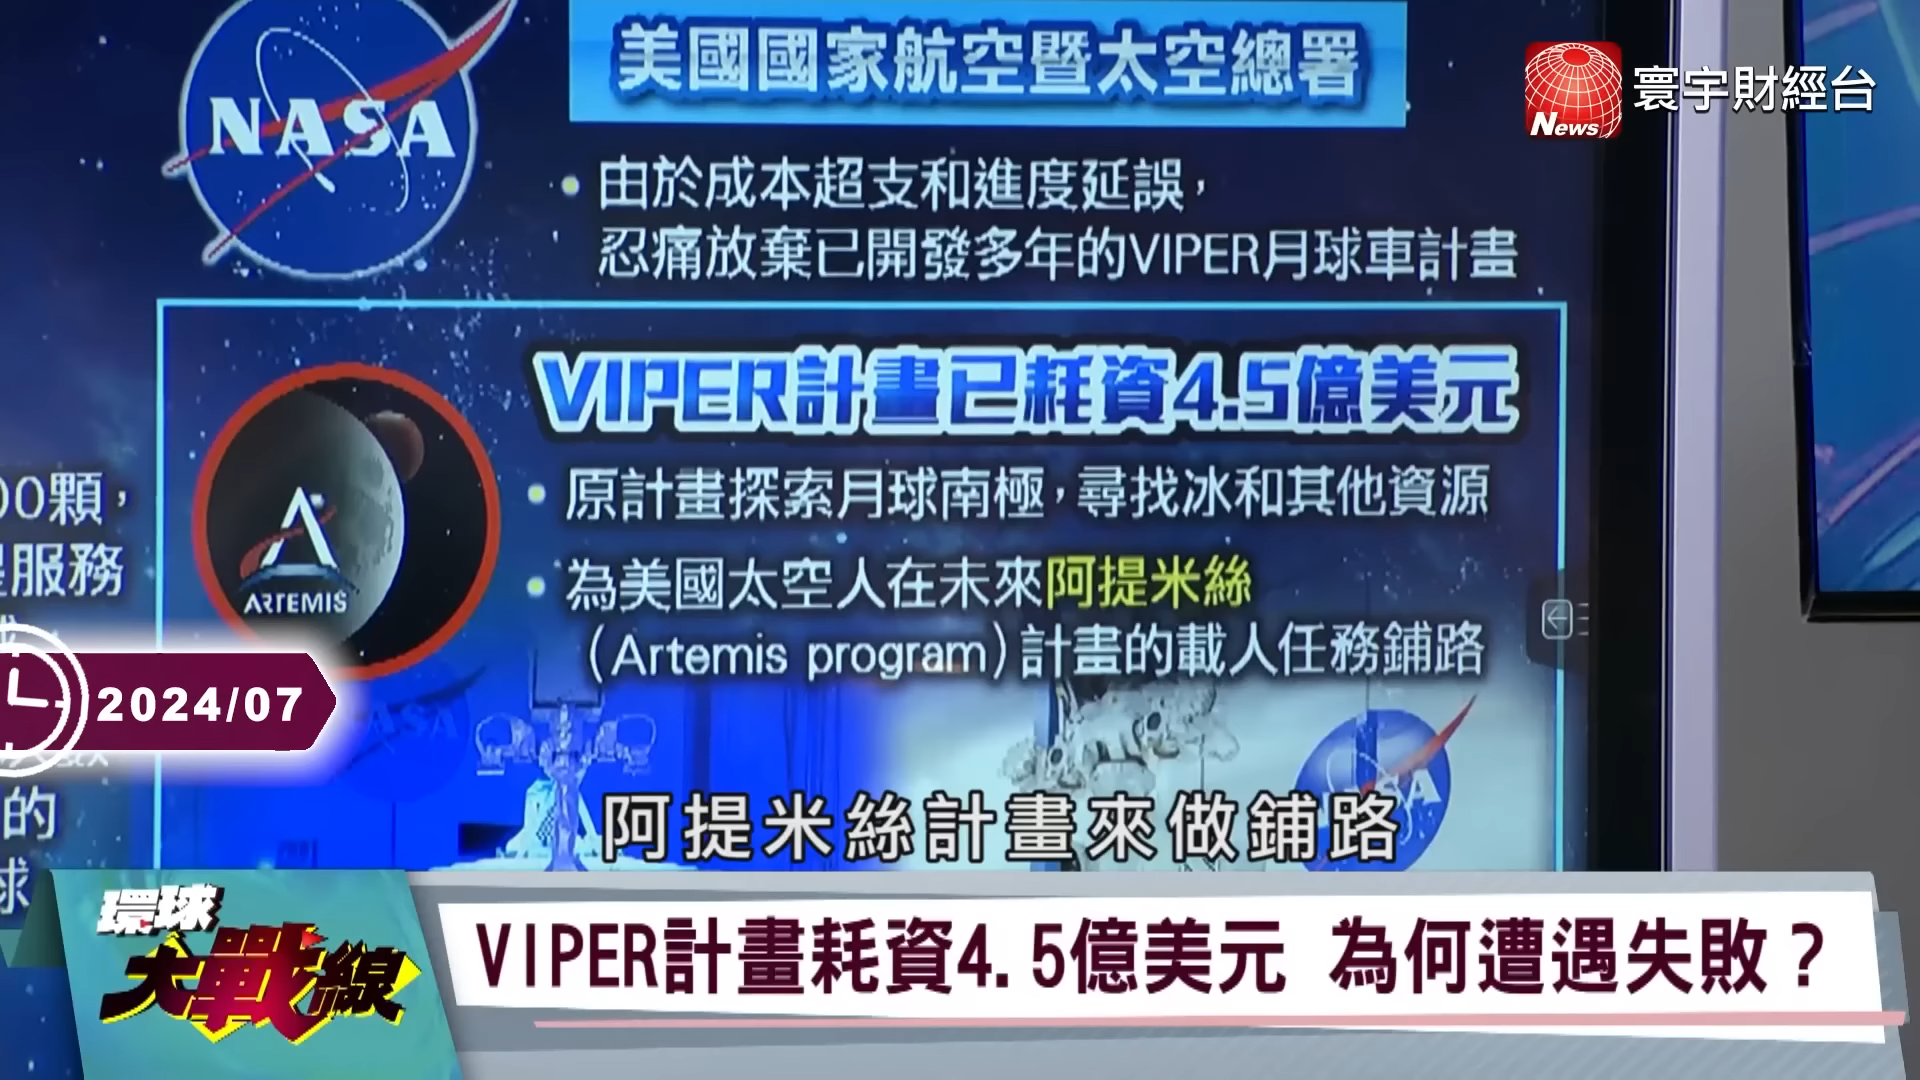 NASA
美國國家航空暨太空總署
News
寰宇財經台
由於成本超支和進度延誤，
忍痛放棄已開發多年的VIPER月球車計畫
VIPER計畫已耗資4.5億美元
原計畫探索月球南極，尋找冰和其他資源
為美國太空人在未來阿提米絲
（Artemis program）計畫的載人任務鋪路
ARTEMIS
00顆，
服務
2024/07
的
球
NASA
阿提米絲計畫來做鋪路
環球
大戰線
VIPER計畫耗資4.5億美元 為何遭遇失敗？